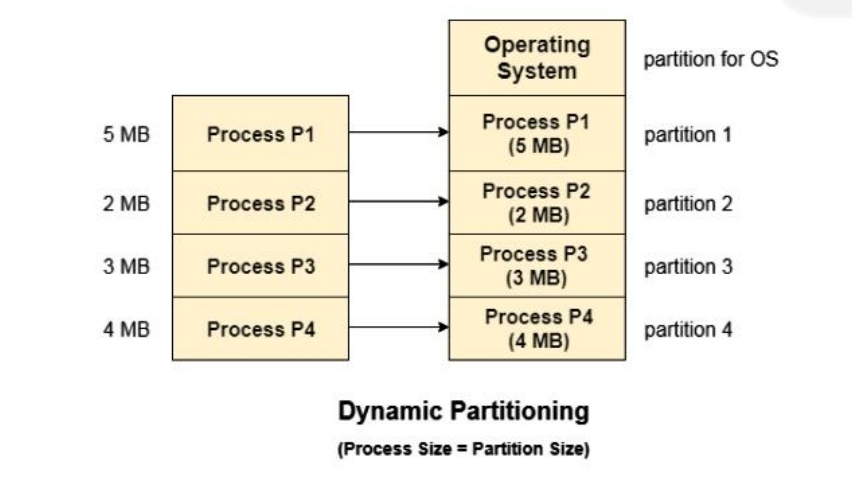 Operating
System
partition for OS
5 MB
Process P1
Process P1
(5 MB)
partition 1
2 MB
Process P2
Process P2
(2 MB)
partition 2
3 MB
Process P3
Process P3
(3 MB)
partition 3
4 MB
Process P4
Process P4
(4 MB)
partition 4
Dynamic Partitioning
(Process Size = Partition Size)